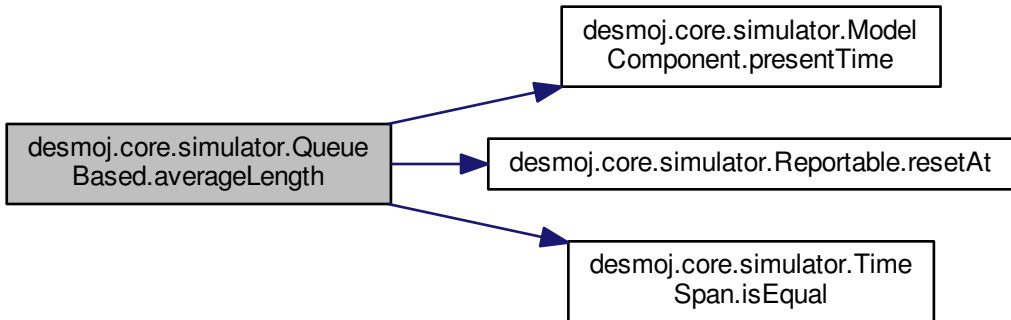 desmoj.core.simulator.Model
Component.presentTime
desmoj.core.simulator.Queue
Based.averageLength
desmoj.core.simulator.Reportable.resetAt
desmoj.core.simulator.Time
Span.isEqual